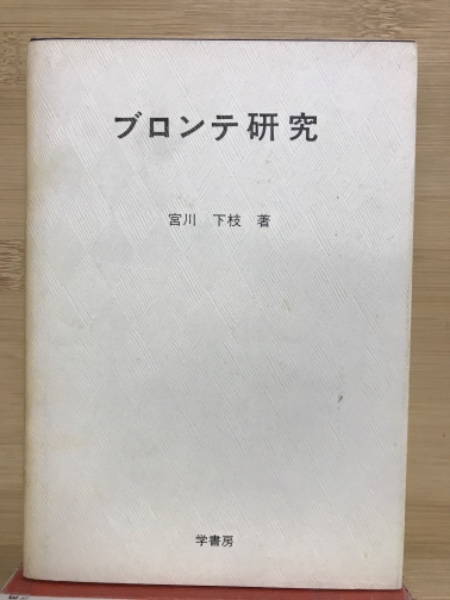 ブロンテ研究
宮川 下枝 著
学書房